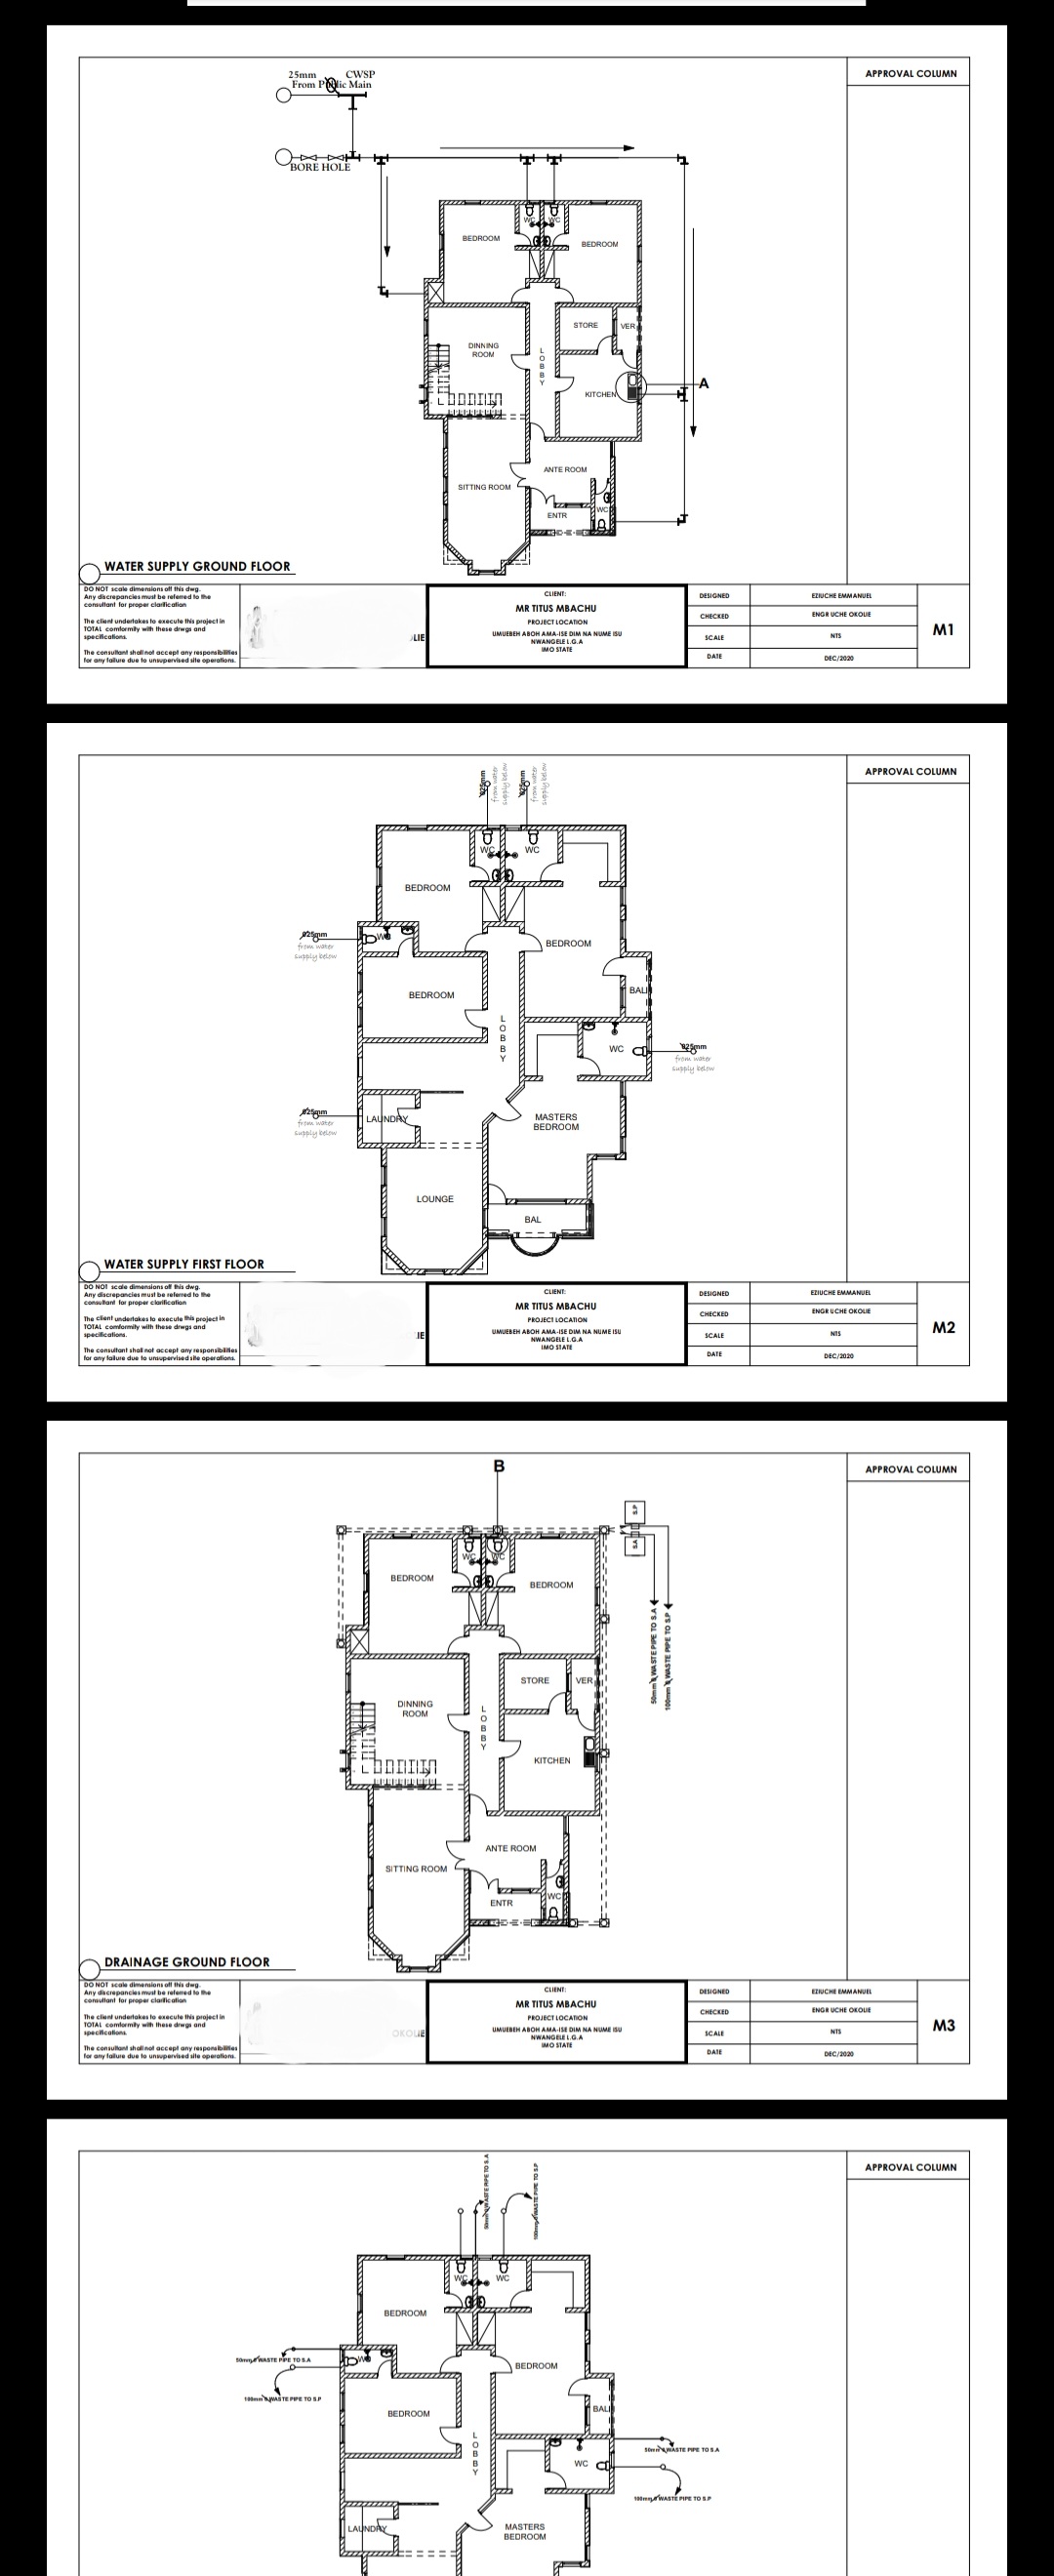 APPROVAL COLUMN
25mm CWSP
From Public Main
BORE HOLE
WC WC
BEDROOM
BEDROOM
STORE
VER
DINNING
ROOM
LOBBY
KITCHEN
A
ANTE ROOM
SITTING ROOM
WC
ENTR
WATER SUPPLY GROUND FLOOR
DO NOT scale dimensions off this dwg.
Any discrepancies must be referred to the
consultant for proper clarification
The client undertakes to execute this project in
TOTAL comformity with these drwgs and
specifications.
The consultant shall not accept any responsibilities
for any failure due to unsupervised site operations.
LIE
CLIENT:
MR TITUS MBACHU
PROJECT LOCATION
UMUEBEH ABOH AMA-ISE DIM NA NUME ISU
NWANGELE L.G.A
IMO STATE
DESIGNED EZIUCHE EMMANUEL
CHECKED ENGR UCHE OKOLIE
SCALE NTS
DATE DEC/2020
M1
APPROVAL COLUMN
Ø25mm
from water
supply below
Ø25mm
from water
supply below
WC WC
BEDROOM
Ø25mm
from water
supply below
WC
BEDROOM
BEDROOM
BAL
LOBBY
WC
Ø25mm
from water
supply below
Ø25mm
from water
supply below
LAUNDRY
MASTERS
BEDROOM
LOUNGE
BAL
WATER SUPPLY FIRST FLOOR
DO NOT scale dimensions off this dwg.
Any discrepancies must be referred to the
consultant for proper clarification
The client undertakes to execute this project in
TOTAL comformity with these drwgs and
specifications.
The consultant shall not accept any responsibilities
for any failure due to unsupervised site operations.
IE
CLIENT:
MR TITUS MBACHU
PROJECT LOCATION
UMUEBEH ABOH AMA-ISE DIM NA NUME ISU
NWANGELE L.G.A
IMO STATE
DESIGNED EZIUCHE EMMANUEL
CHECKED ENGR UCHE OKOLIE
SCALE NTS
DATE DEC/2020
M2
APPROVAL COLUMN
B
S.P
S.A
WC WC
BEDROOM
BEDROOM
50mm Ø WASTE PIPE TO S.A
100mm Ø WASTE PIPE TO S.P
STORE
VER
DINNING
ROOM
LOBBY
KITCHEN
ANTE ROOM
SITTING ROOM
WC
ENTR
DRAINAGE GROUND FLOOR
DO NOT scale dimensions off this dwg.
Any discrepancies must be referred to the
consultant for proper clarification
The client undertakes to execute this project in
TOTAL comformity with these drwgs and
specifications.
The consultant shall not accept any responsibilities
for any failure due to unsupervised site operations.
OKOLIE
CLIENT:
MR TITUS MBACHU
PROJECT LOCATION
UMUEBEH ABOH AMA-ISE DIM NA NUME ISU
NWANGELE L.G.A
IMO STATE
DESIGNED EZIUCHE EMMANUEL
CHECKED ENGR UCHE OKOLIE
SCALE NTS
DATE DEC/2020
M3
APPROVAL COLUMN
50mm Ø WASTE PIPE TO S.A
100mm Ø WASTE PIPE TO S.P
WC WC
BEDROOM
50mm Ø WASTE PIPE TO S.A
WC
BEDROOM
100mm Ø WASTE PIPE TO S.P
BEDROOM
BAL
LOBBY
50mm Ø WASTE PIPE TO S.A
WC
100mm Ø WASTE PIPE TO S.P
LAUNDRY
MASTERS
BEDROOM